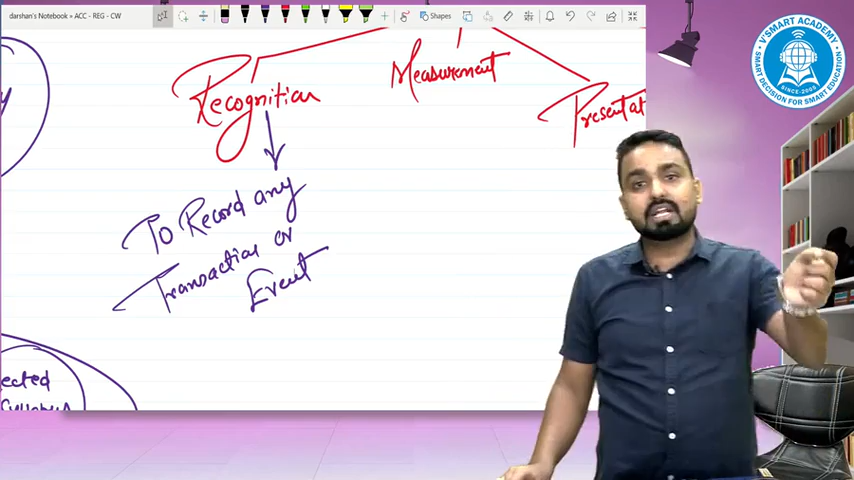 darshan's Notebook » ACC - REG - CW
Shapes
V'SMART ACADEMY
SMART DECISION FOR SMART EDUCATION
SINCE-2005
Recognition
Measurement
Presentat
To Record any
Transaction or
Event
ected